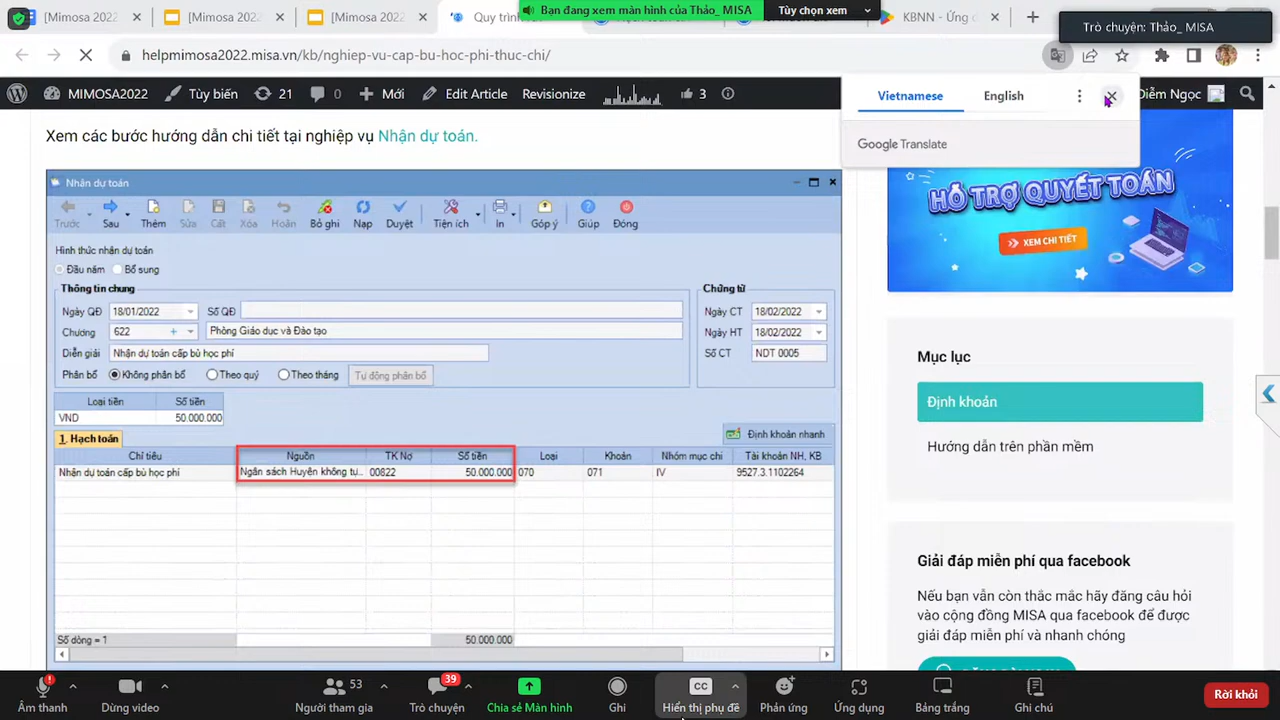 [Mimosa 2022]
[Mimosa
[Mimosa
Quy trình
KBNN - Ứng
Bạn đang xem màn hình của Thảo_ MISA
Tùy chọn xem
Trò chuyện: Thảo_ MISA
helpmimosa2022.misa.vn/kb/nghiep-vu-cap-bu-hoc-phi-thuc-chi/
MIMOSA2022 Tùy biến 21 0 Mới Edit Article Revisionize 3 Diễm Ngọc
Vietnamese English
Google Translate
Xem các bước hướng dẫn chi tiết tại nghiệp vụ Nhận dự toán.
Nhận dự toán
Trước Sau Thêm Sửa Cất Xóa Hoãn Bỏ ghi Nạp Duyệt Tiện ích In Góp ý Giúp Đóng
Hình thức nhận dự toán
Đầu năm Bổ sung
Thông tin chung
Chứng từ
Ngày QĐ 18/01/2022 Số QĐ
Ngày CT 18/02/2022
Chương 622 Phòng Giáo dục và Đào tạo
Ngày HT 18/02/2022
Diễn giải Nhận dự toán cấp bù học phí
Số CT NDT 0005
Phân bổ Không phân bổ Theo quý Theo tháng Tự động phân bổ
Loại tiền Số tiền
VND 50.000.000
1. Hạch toán
Định khoản nhanh
Chỉ tiêu Nguồn TK Nợ Số tiền Loại Khoản Nhóm mục chi Tài khoản NH, KB
Nhận dự toán cấp bù học phí Ngân sách Huyện không tự... 00822 50.000.000 070 071 IV 9527.3.1102264
Số dòng = 1 50.000.000
HỖ TRỢ QUYẾT TOÁN
XEM CHI TIẾT
Mục lục
Định khoản
Hướng dẫn trên phần mềm
Giải đáp miễn phí qua facebook
Nếu bạn vẫn còn thắc mắc hãy đăng câu hỏi
vào cộng đồng MISA qua facebook để được
giải đáp miễn phí và nhanh chóng
53
39
CC
Âm thanh Dừng video Người tham gia Trò chuyện Chia sẻ Màn hình Ghi Hiển thị phụ đề Phản ứng Ứng dụng Bảng trắng Ghi chú Rời khỏi